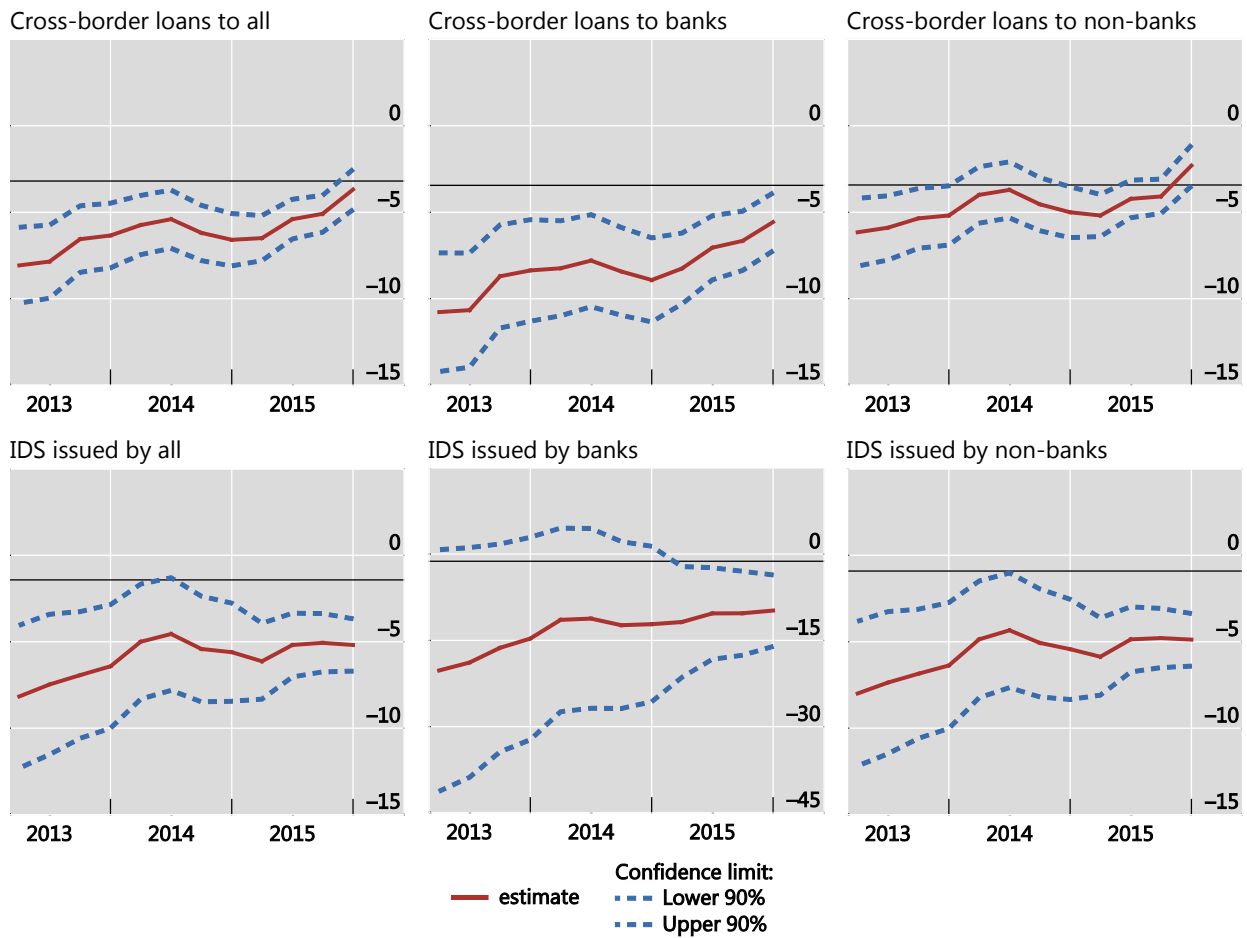 Cross-border loans to all
Cross-border loans to banks
Cross-border loans to non-banks
0
–5
–10
–15
2013 2014 2015
0
–5
–10
–15
2013 2014 2015
0
–5
–10
–15
2013 2014 2015
IDS issued by all
IDS issued by banks
IDS issued by non-banks
0
–5
–10
–15
2013 2014 2015
0
–15
–30
–45
2013 2014 2015
0
–5
–10
–15
2013 2014 2015
estimate
Confidence limit:
Lower 90%
Upper 90%